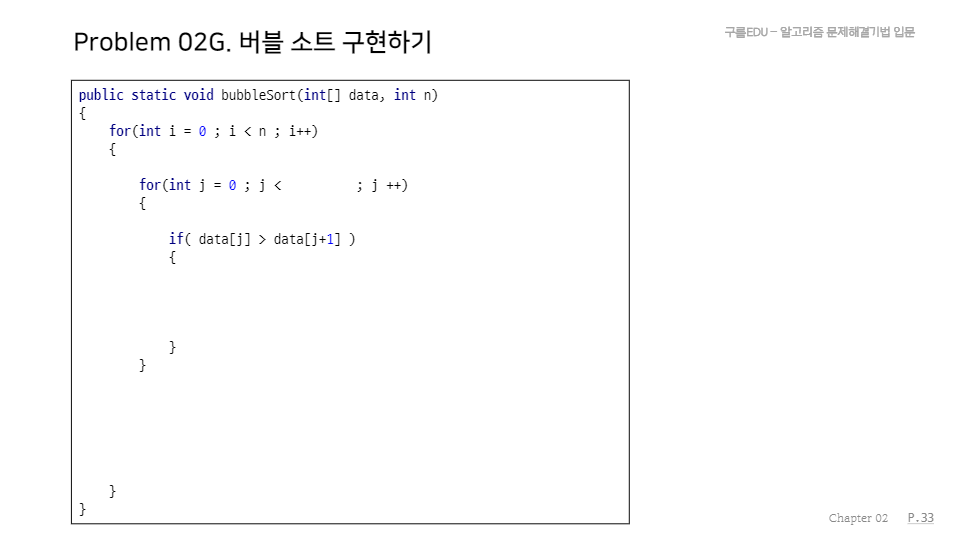 Problem 02G. 버블 소트 구현하기
구름EDU – 알고리즘 문제해결기법 입문
public static void bubbleSort(int[] data, int n)
{
    for(int i = 0 ; i < n ; i++)
    {
        for(int j = 0 ; j <          ; j ++)
        {
            if( data[j] > data[j+1] )
            {
            }
        }
    }
}
Chapter 02 P.33